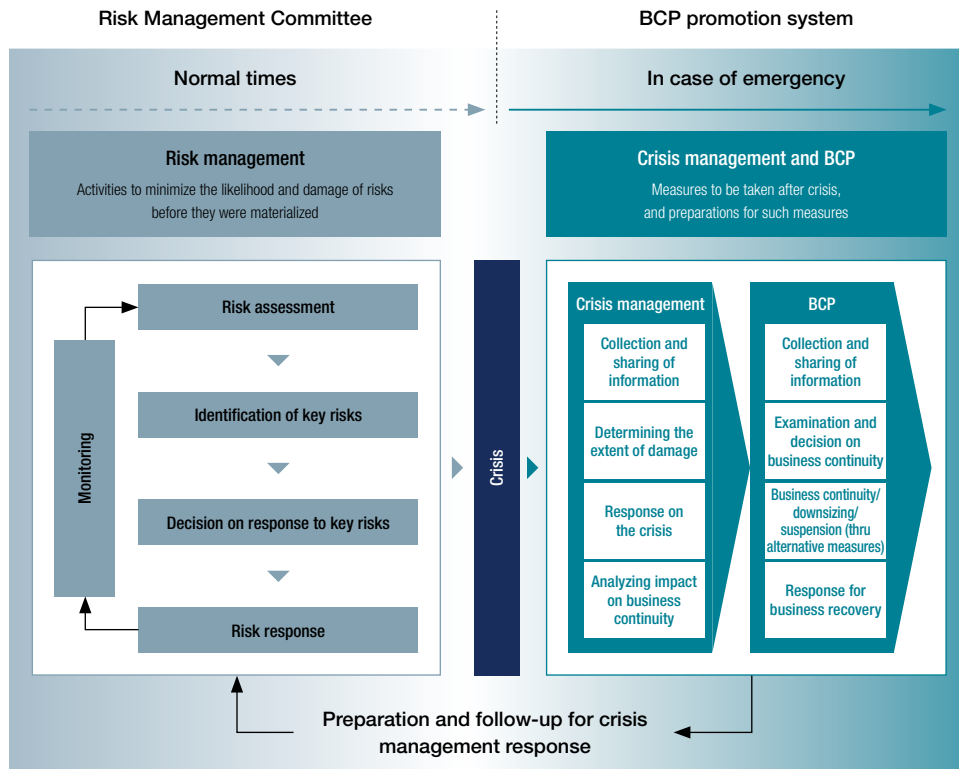 Risk Management Committee
BCP promotion system
Normal times
In case of emergency
Risk management
Activities to minimize the likelihood and damage of risks
before they were materialized
Crisis management and BCP
Measures to be taken after crisis,
and preparations for such measures
Monitoring
Risk assessment
Identification of key risks
Decision on response to key risks
Risk response
Crisis
Crisis management
Collection and
sharing of
information
Determining the
extent of damage
Response on
the crisis
Analyzing impact
on business
continuity
BCP
Collection and
sharing of
information
Examination and
decision on
business continuity
Business continuity/
downsizing/
suspension (thru
alternative measures)
Response for
business recovery
Preparation and follow-up for crisis
management response